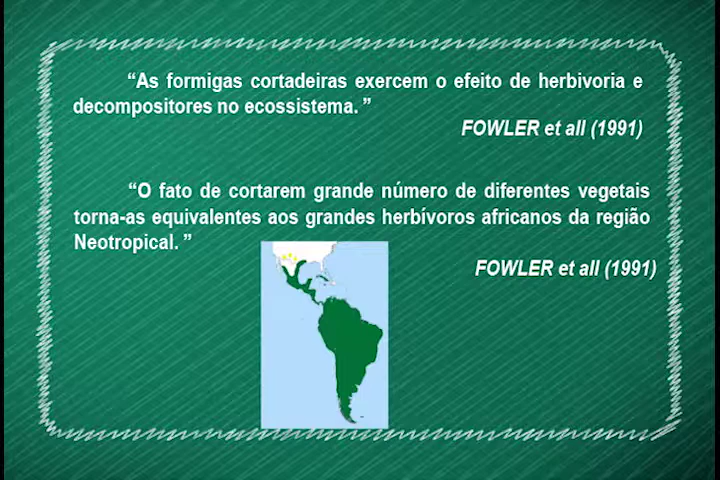 “As formigas cortadeiras exercem o efeito de herbivoria e
decompositores no ecossistema. ”
FOWLER et all (1991)
“O fato de cortarem grande número de diferentes vegetais
torna-as equivalentes aos grandes herbívoros africanos da região
Neotropical. ”
FOWLER et all (1991)